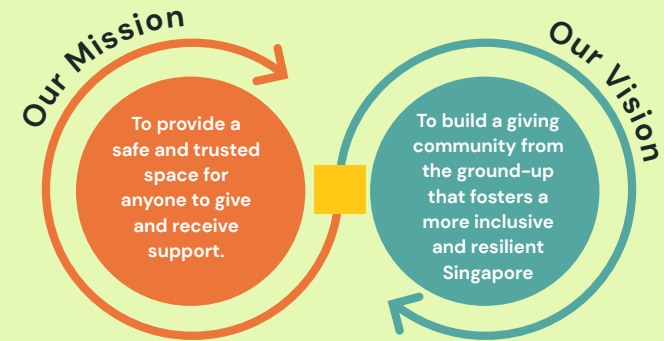 Our Mission
To provide a
safe and trusted
space for
anyone to give
and receive
support.
Our Vision
To build a giving
community from
the ground-up
that fosters a
more inclusive
and resilient
Singapore